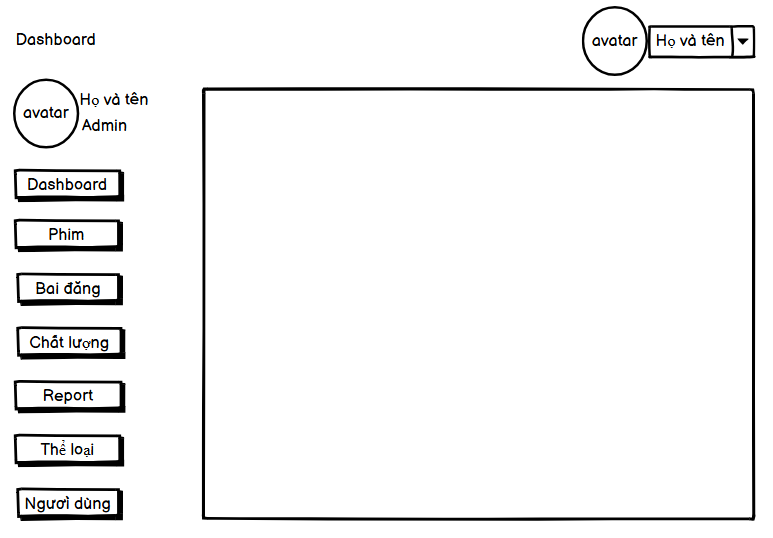 Dashboard
avatar
Họ và tên
avatar
Họ và tên
Admin
Dashboard
Phim
Bai đăng
Chất lượng
Report
Thể loại
Ngươì dùng